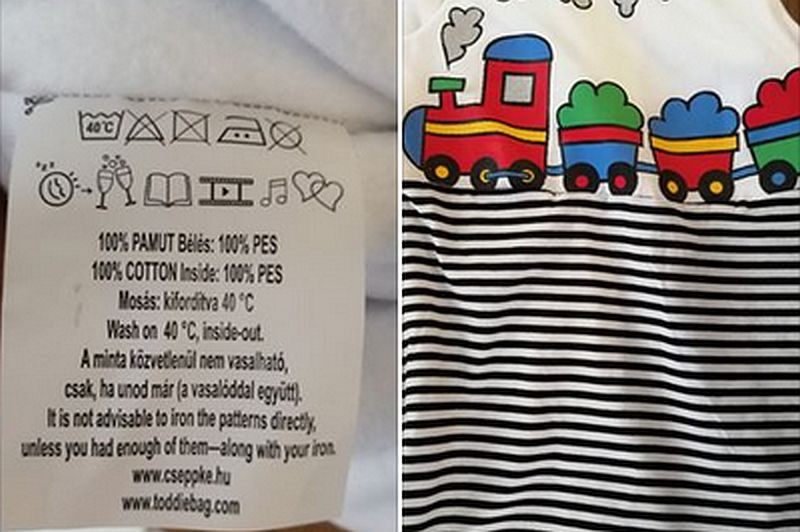 40°C
zzz
100% PAMUT Bélés: 100% PES
100% COTTON Inside: 100% PES
Mosás: kifordítva 40 °C
Wash on 40 °C, inside-out.
A minta közvetlenül nem vasalható,
csak, ha unod már (a vasalóddal együtt).
It is not advisable to iron the patterns directly,
unless you had enough of them—along with your iron.
www.cseppke.hu
www.toddiebag.com